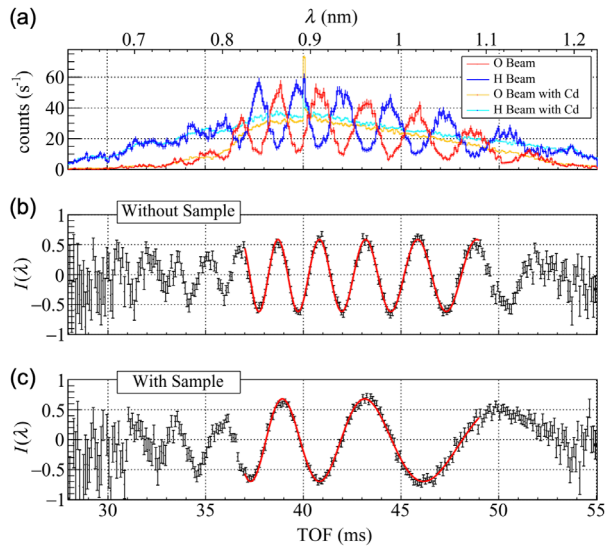 (a)
λ (nm)
0.7 0.8 0.9 1 1.1 1.2
counts (s⁻¹)
60
40
20
0
O Beam
H Beam
O Beam with Cd
H Beam with Cd
(b)
Without Sample
I(λ)
1
0.5
0
−0.5
−1
(c)
With Sample
I(λ)
1
0.5
0
−0.5
−1
30 35 40 45 50 55
TOF (ms)